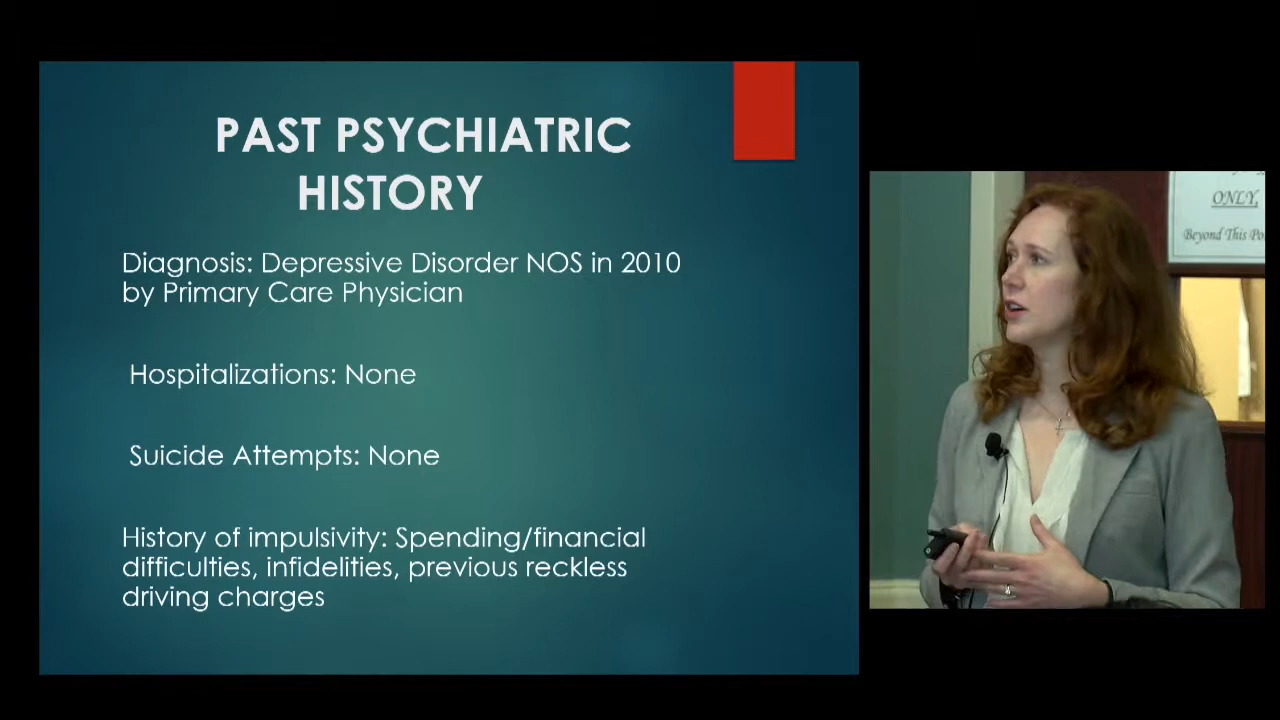 PAST PSYCHIATRIC
HISTORY
Diagnosis: Depressive Disorder NOS in 2010
by Primary Care Physician
Hospitalizations: None
Suicide Attempts: None
History of impulsivity: Spending/financial
difficulties, infidelities, previous reckless
driving charges
ONLY,
Beyond This